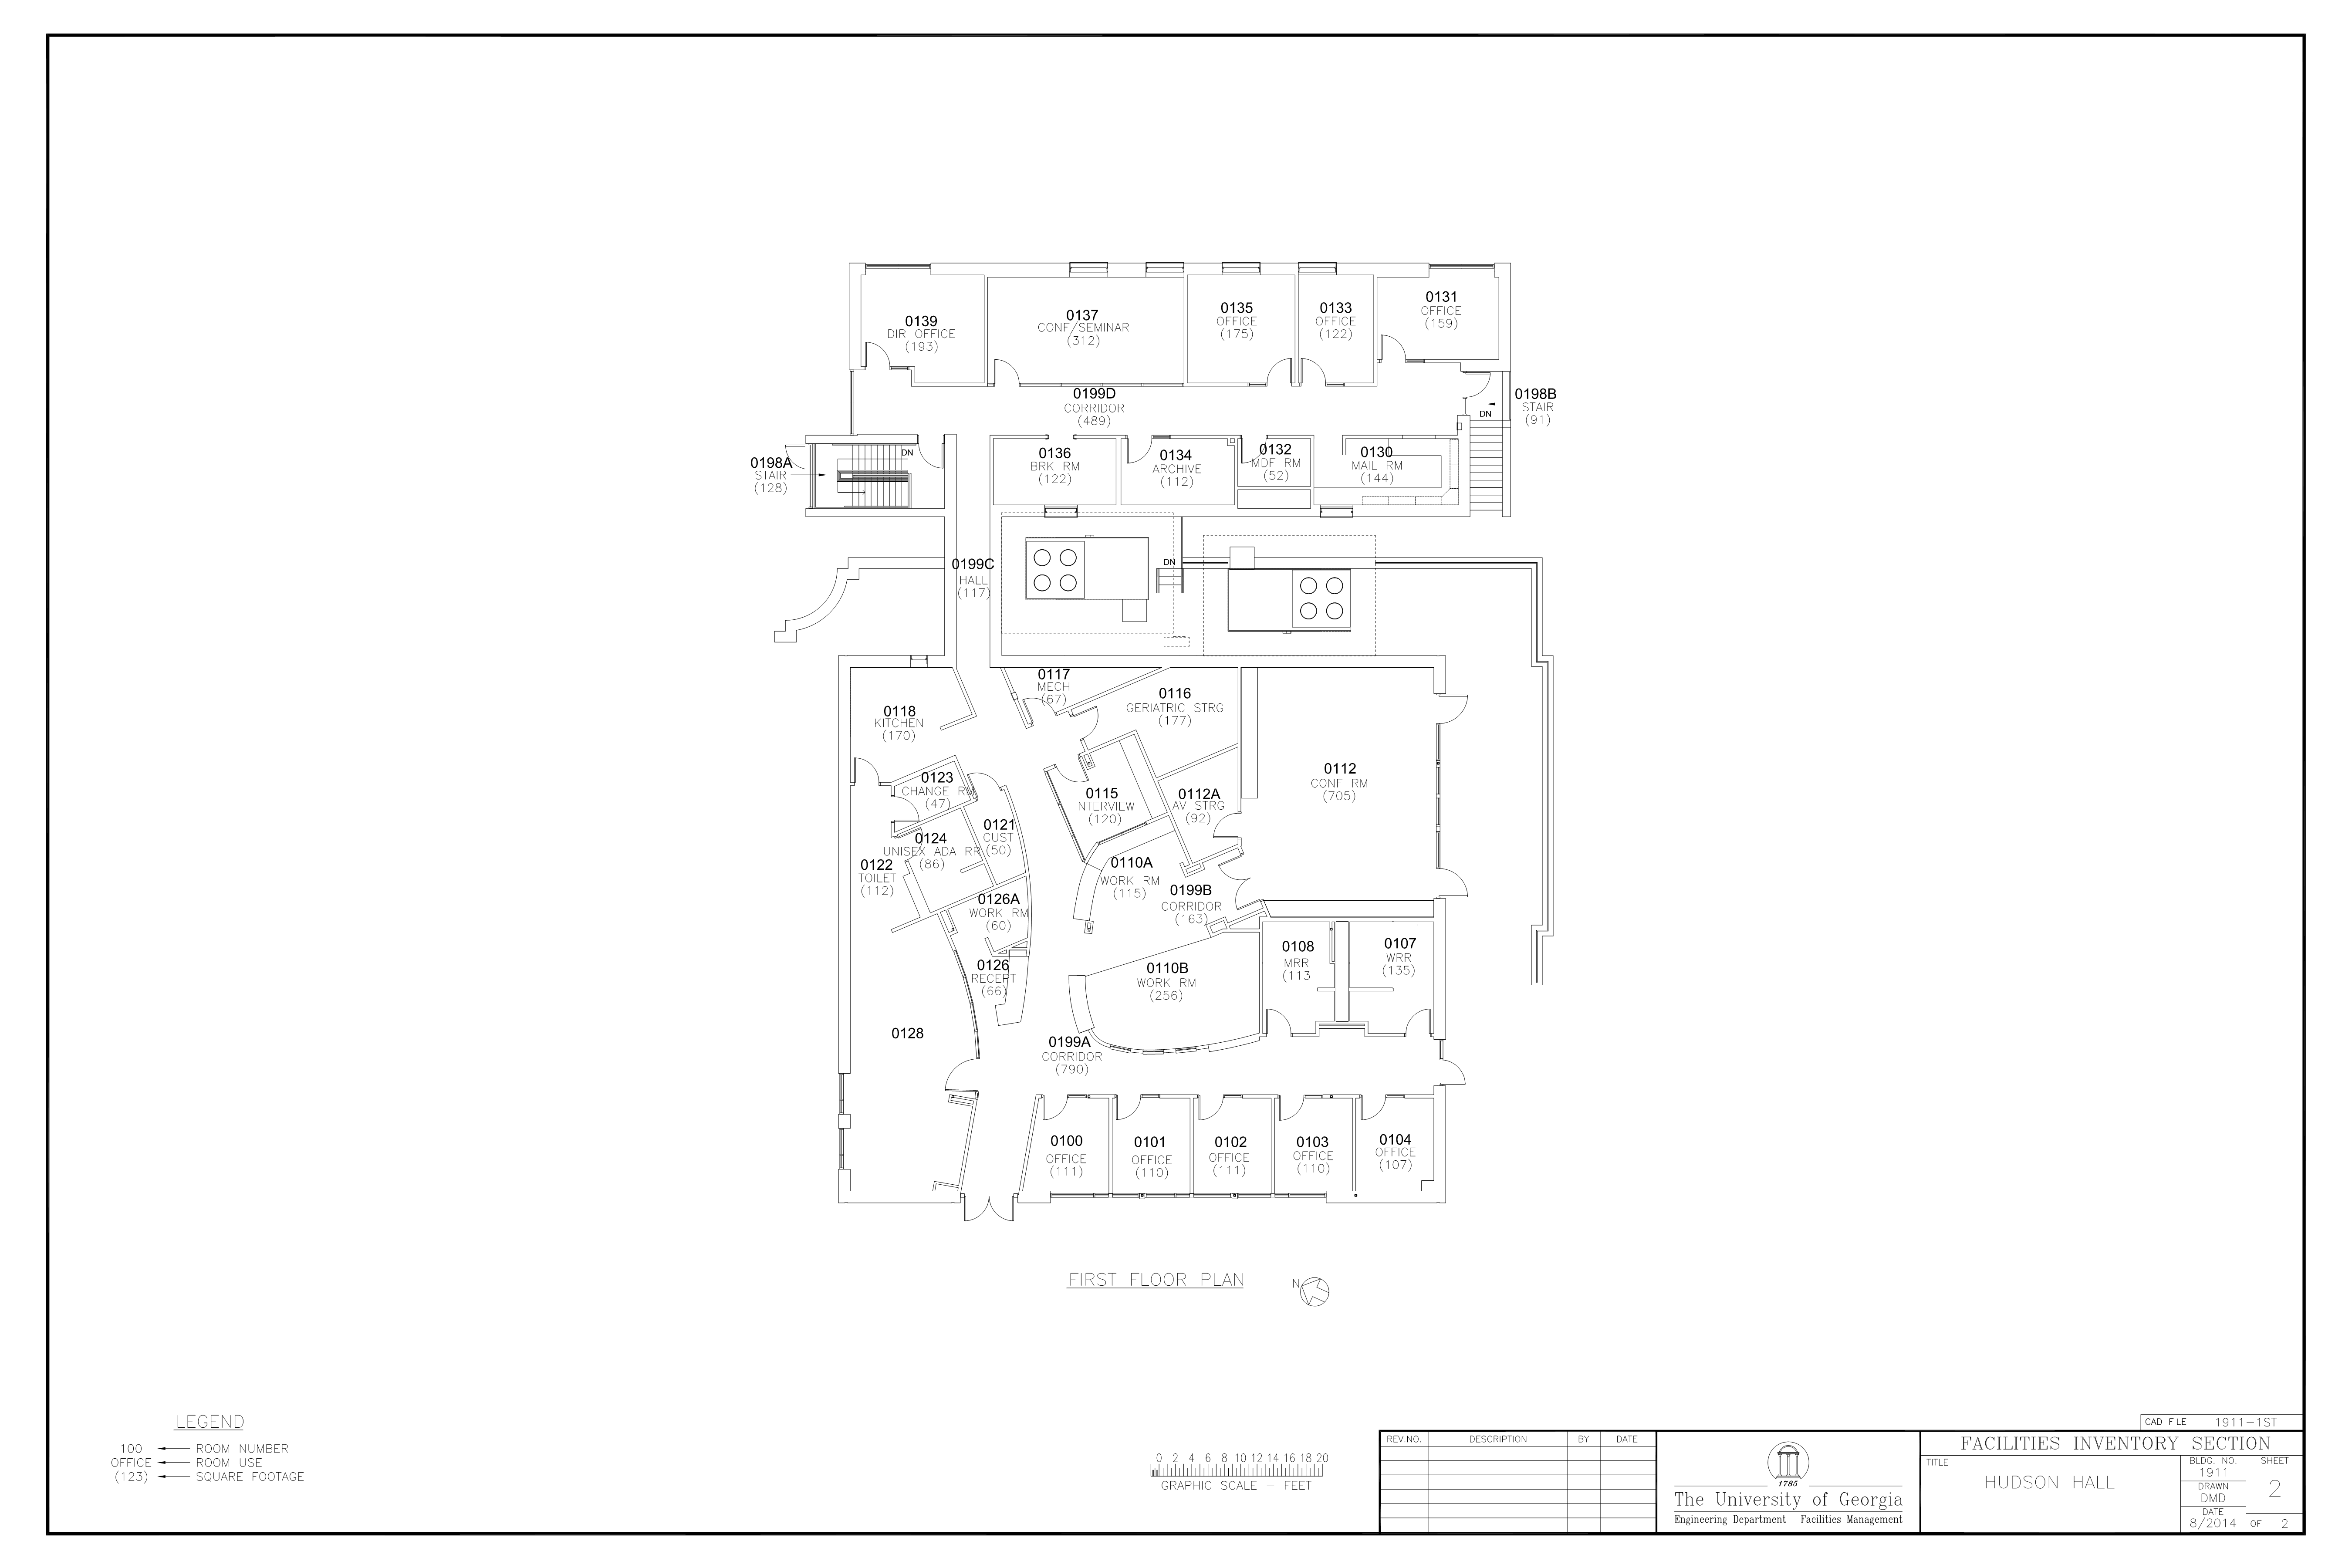 0139
DIR OFFICE
(193)
0137
CONF/SEMINAR
(312)
0135
OFFICE
(175)
0133
OFFICE
(122)
0131
OFFICE
(159)
0199D
CORRIDOR
(489)
0198B
STAIR
(91)
DN
0198A
STAIR
(128)
DN
0136
BRK RM
(122)
0134
ARCHIVE
(112)
0132
MDF RM
(52)
0130
MAIL RM
(144)
0199C
HALL
(117)
DN
0117
MECH
(67)
0116
GERIATRIC STRG
(177)
0118
KITCHEN
(170)
0123
CHANGE RM
(47)
0115
INTERVIEW
(120)
0112A
AV STRG
(92)
0112
CONF RM
(705)
0121
CUST
(50)
0124
UNISEX ADA RR
(86)
0122
TOILET
(112)
0110A
WORK RM
(115)
0199B
CORRIDOR
(163)
0126A
WORK RM
(60)
0126
RECEPT
(66)
0110B
WORK RM
(256)
0108
MRR
(113
0107
WRR
(135)
0128
0199A
CORRIDOR
(790)
0100
OFFICE
(111)
0101
OFFICE
(110)
0102
OFFICE
(111)
0103
OFFICE
(110)
0104
OFFICE
(107)
FIRST FLOOR PLAN
N
LEGEND
100 ROOM NUMBER
OFFICE ROOM USE
(123) SQUARE FOOTAGE
0 2 4 6 8 10 12 14 16 18 20
GRAPHIC SCALE - FEET
REV.NO. DESCRIPTION BY DATE
1785
The University of Georgia
Engineering Department Facilities Management
CAD FILE 1911-1ST
FACILITIES INVENTORY SECTION
TITLE
HUDSON HALL
BLDG. NO.
1911
DRAWN
DMD
DATE
8/2014
SHEET
2
OF 2